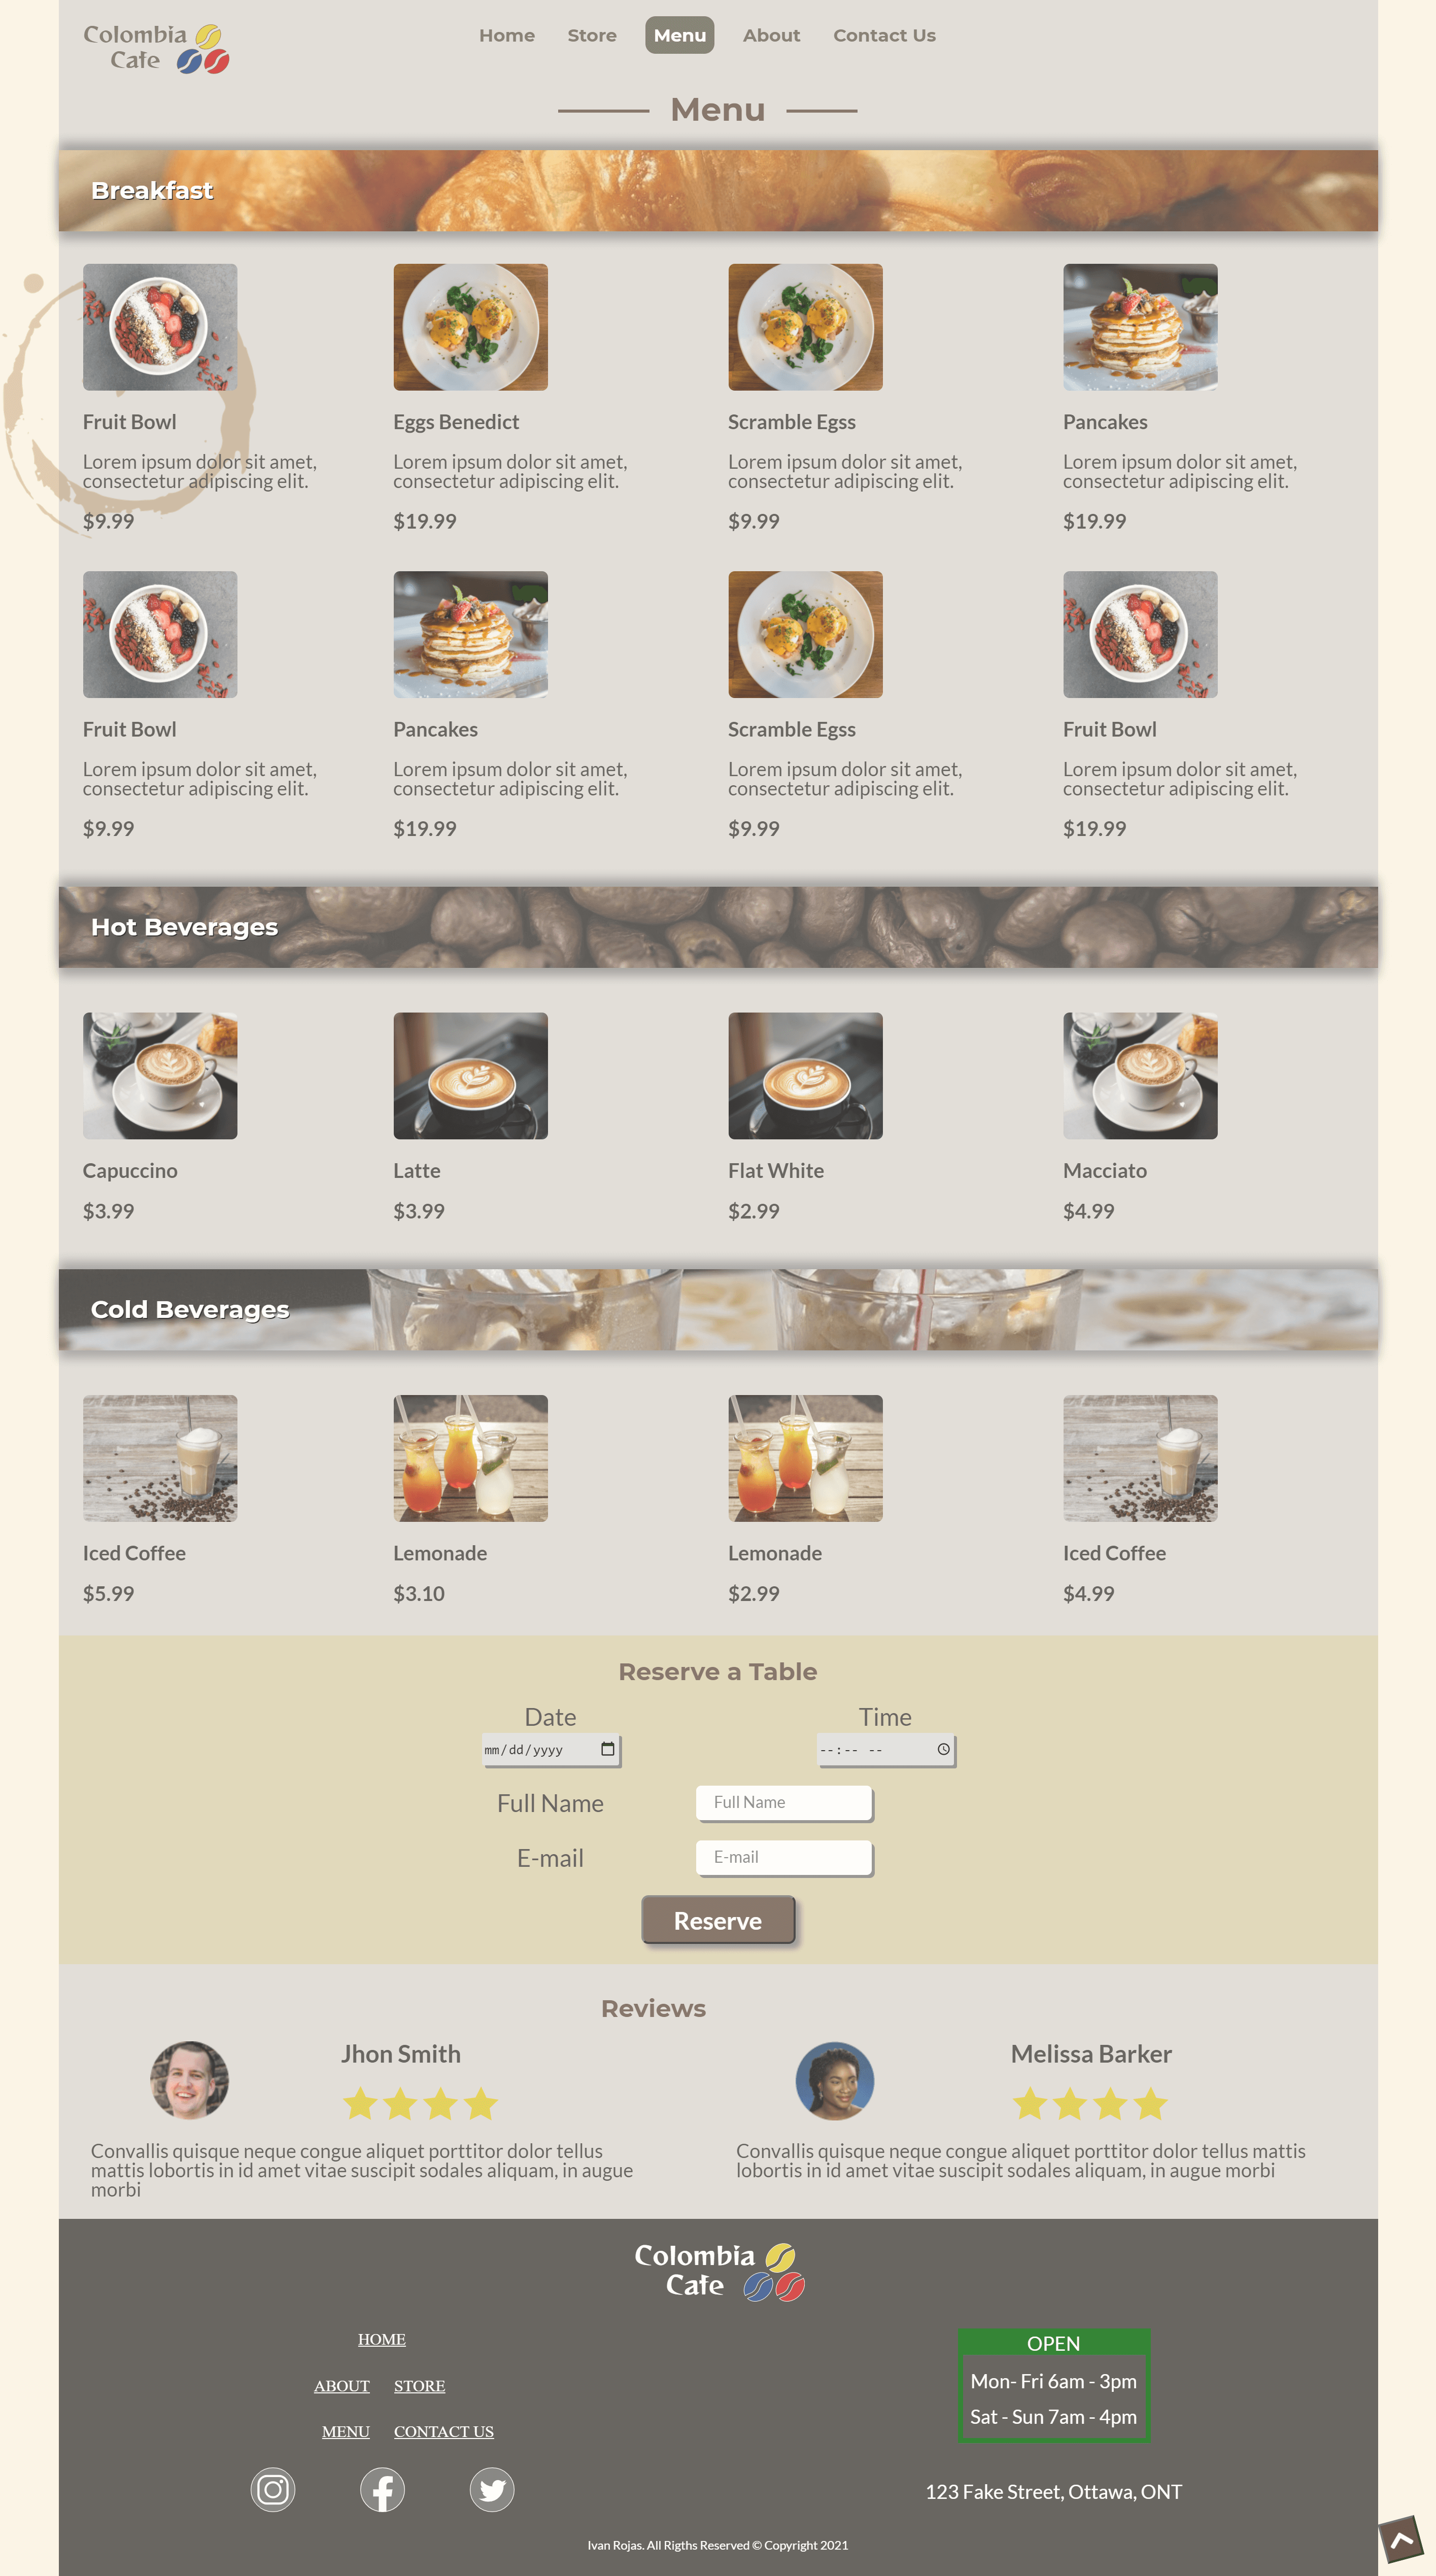 Colombia
Cafe
Home Store Menu About Contact Us
Menu
Breakfast
Fruit Bowl
Lorem ipsum dolor sit amet,
consectetur adipiscing elit.
$9.99
Eggs Benedict
Lorem ipsum dolor sit amet,
consectetur adipiscing elit.
$19.99
Scramble Egss
Lorem ipsum dolor sit amet,
consectetur adipiscing elit.
$9.99
Pancakes
Lorem ipsum dolor sit amet,
consectetur adipiscing elit.
$19.99
Fruit Bowl
Lorem ipsum dolor sit amet,
consectetur adipiscing elit.
$9.99
Pancakes
Lorem ipsum dolor sit amet,
consectetur adipiscing elit.
$19.99
Scramble Egss
Lorem ipsum dolor sit amet,
consectetur adipiscing elit.
$9.99
Fruit Bowl
Lorem ipsum dolor sit amet,
consectetur adipiscing elit.
$19.99
Hot Beverages
Capuccino
$3.99
Latte
$3.99
Flat White
$2.99
Macciato
$4.99
Cold Beverages
Iced Coffee
$5.99
Lemonade
$3.10
Lemonade
$2.99
Iced Coffee
$4.99
Reserve a Table
Date
mm/dd/yyyy
Time
--:-- --
Full Name
Full Name
E-mail
E-mail
Reserve
Reviews
Jhon Smith
Convallis quisque neque congue aliquet porttitor dolor tellus
mattis lobortis in id amet vitae suscipit sodales aliquam, in augue
morbi
Melissa Barker
Convallis quisque neque congue aliquet porttitor dolor tellus mattis
lobortis in id amet vitae suscipit sodales aliquam, in augue morbi
Colombia
Cafe
HOME
ABOUT STORE
MENU CONTACT US
OPEN
Mon- Fri 6am - 3pm
Sat - Sun 7am - 4pm
123 Fake Street, Ottawa, ONT
Ivan Rojas. All Rigths Reserved © Copyright 2021